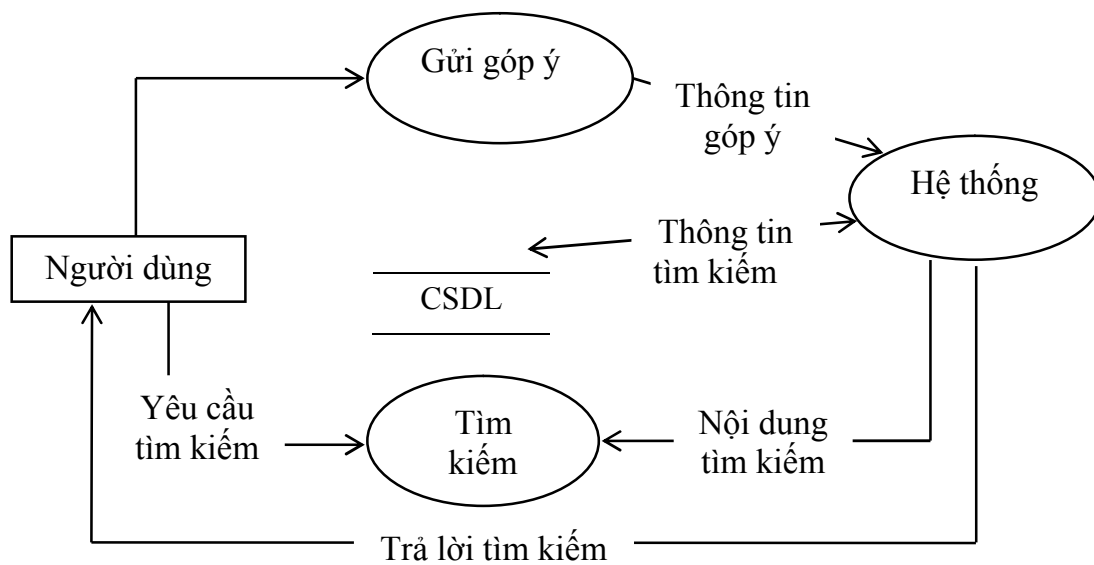 Gửi góp ý
Thông tin
góp ý
Hệ thống
Người dùng
Thông tin
tìm kiếm
CSDL
Yêu cầu
tìm kiếm
Tìm
kiếm
Nội dung
tìm kiếm
Trả lời tìm kiếm